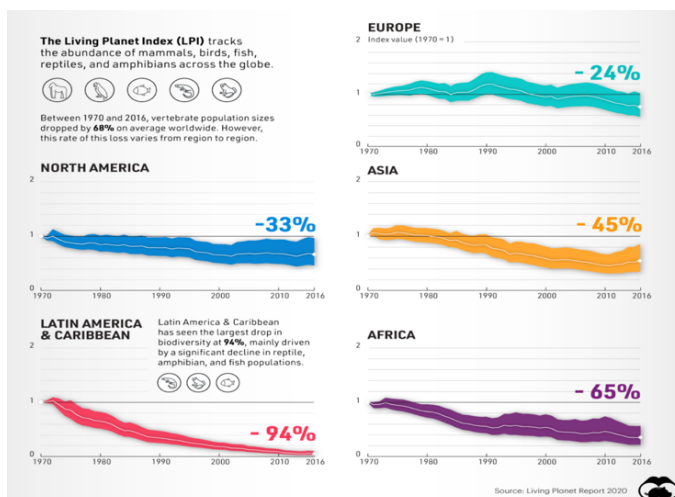 The Living Planet Index (LPI) tracks
the abundance of mammals, birds, fish,
reptiles, and amphibians across the globe.
Between 1970 and 2016, vertebrate population sizes
dropped by 68% on average worldwide. However,
this rate of this loss varies from region to region.
EUROPE
Index value (1970 = 1)
2
- 24%
1
0
1970
1980
1990
2000
2010
2016
NORTH AMERICA
2
-33%
1
0
1970
1980
1990
2000
2010
2016
ASIA
2
- 45%
1
0
1970
1980
1990
2000
2010
2016
LATIN AMERICA
& CARIBBEAN
2
Latin America & Caribbean
has seen the largest drop in
biodiversity at 94%, mainly driven
by a significant decline in reptile,
amphibian, and fish populations.
1
- 94%
0
1970
1980
1990
2000
2010
2016
AFRICA
2
1
- 65%
0
1970
1980
1990
2000
2010
2016
Source: Living Planet Report 2020